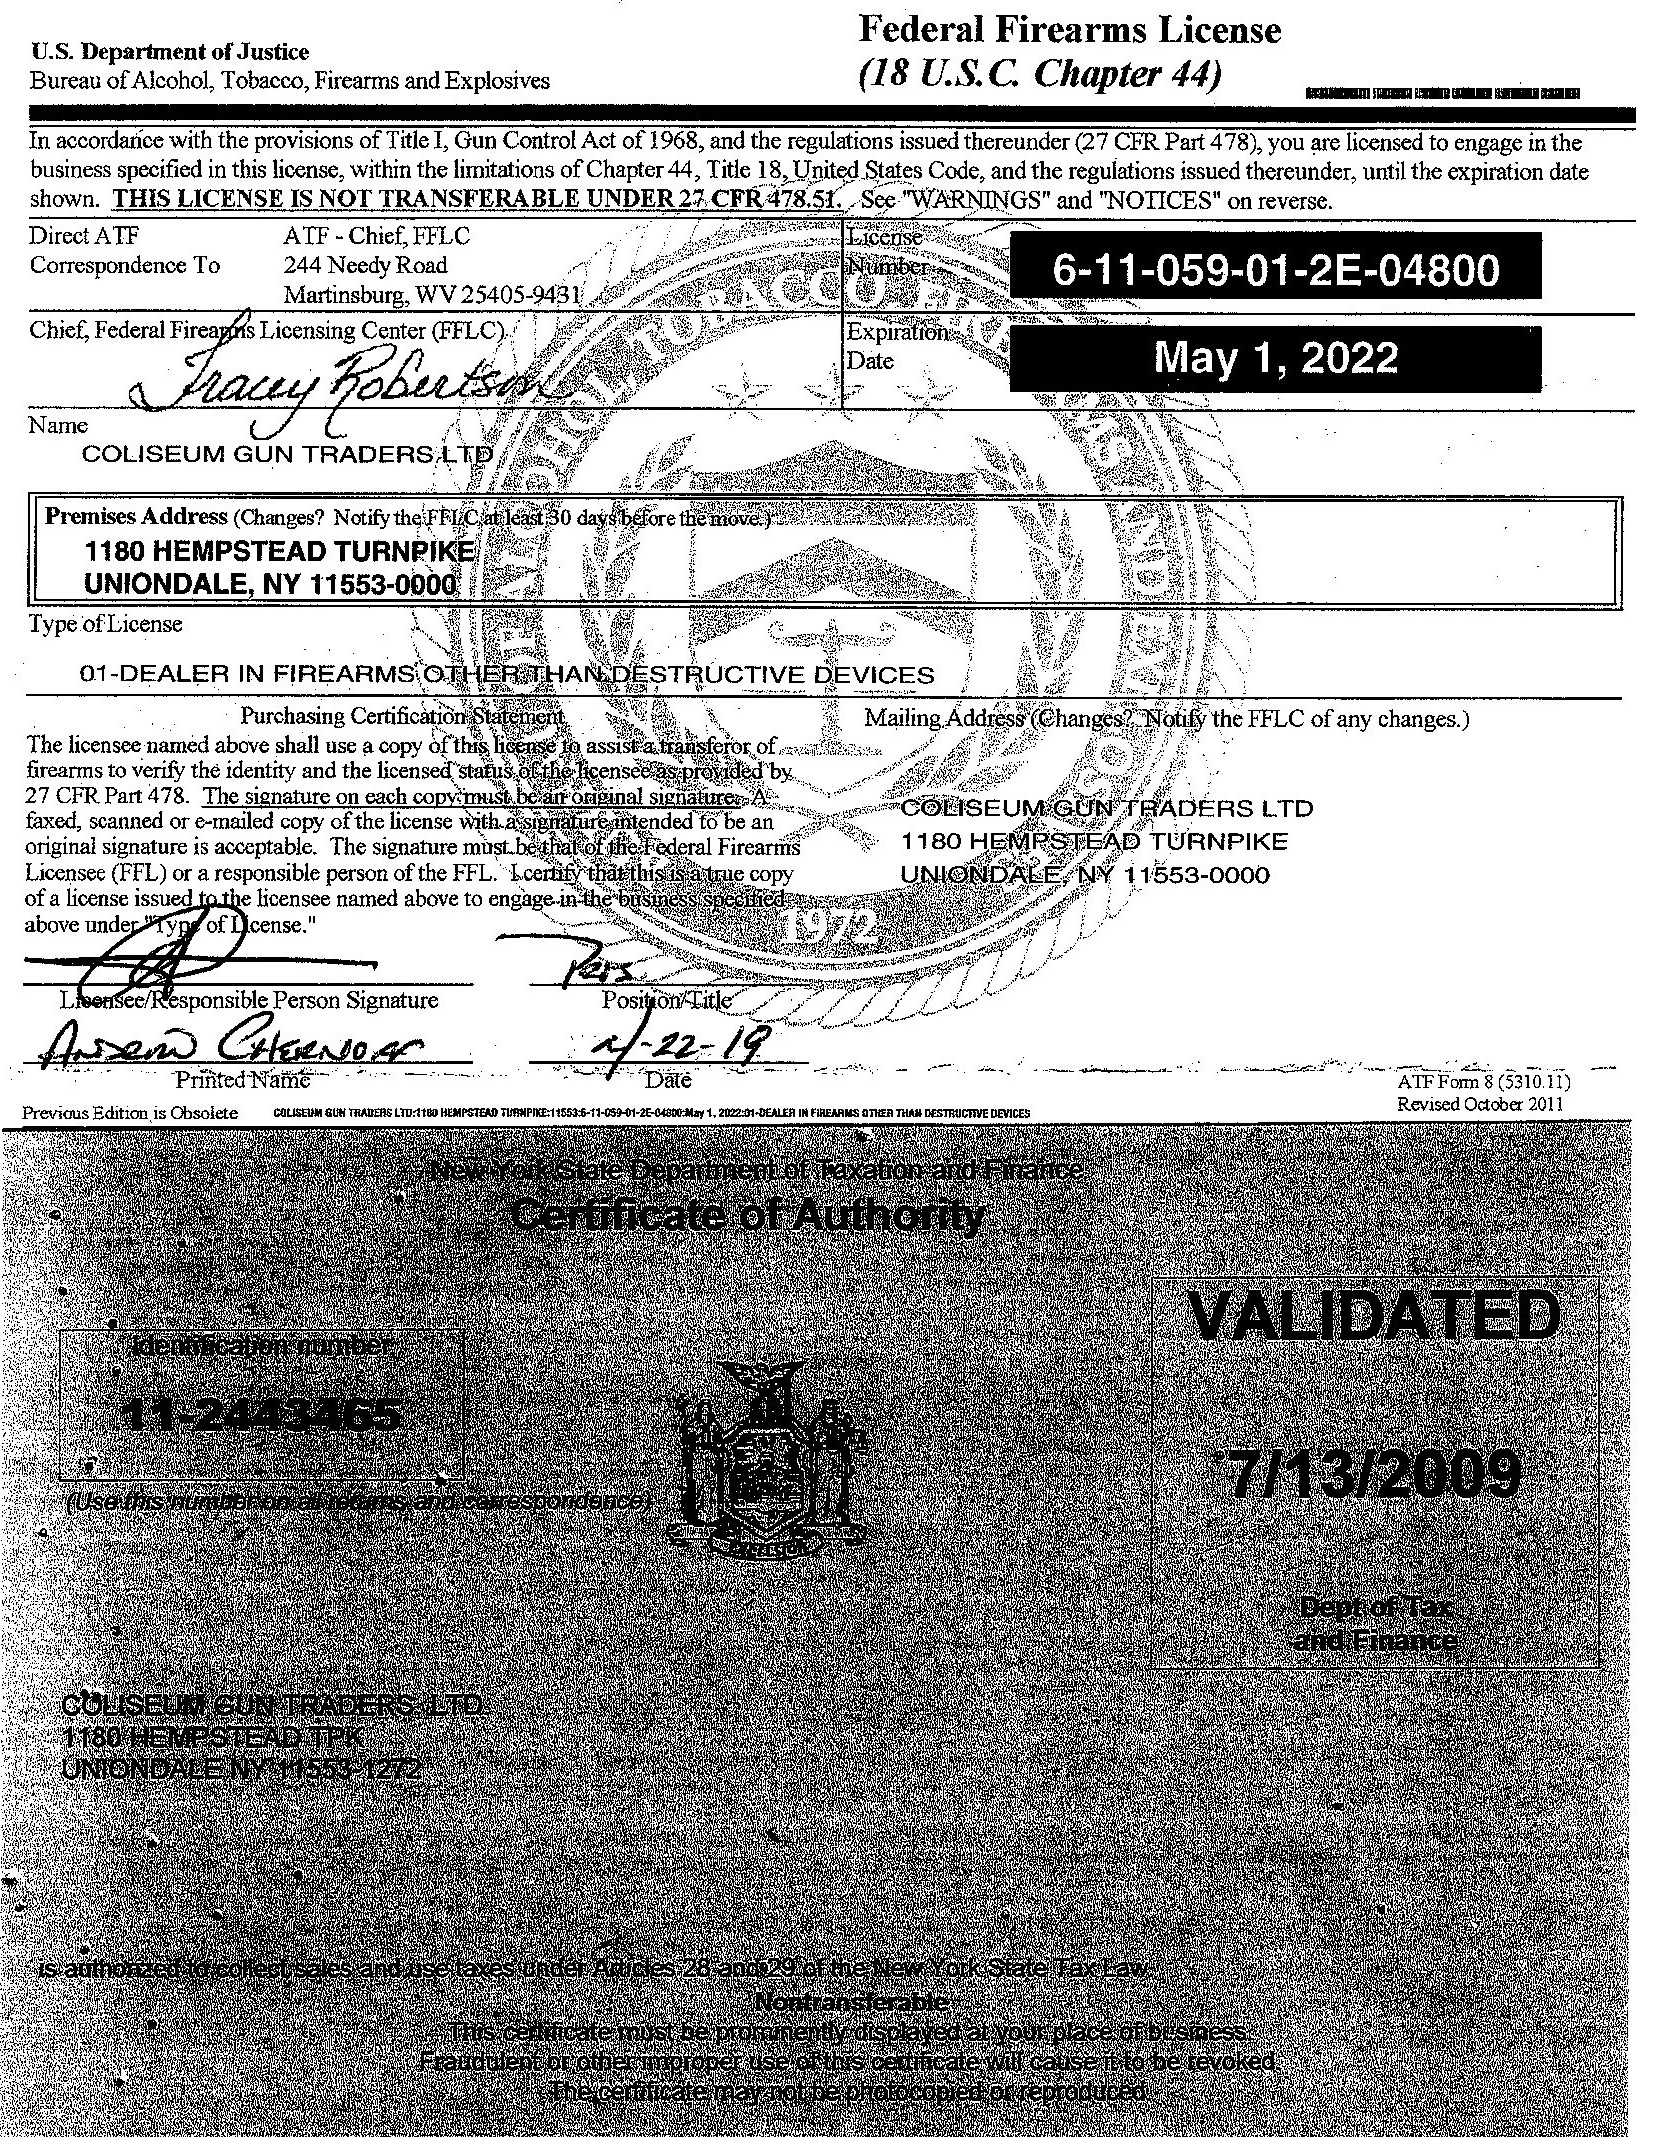 U.S. Department of Justice
Bureau of Alcohol, Tobacco, Firearms and Explosives
Federal Firearms License
(18 U.S.C. Chapter 44)
In accordance with the provisions of Title I, Gun Control Act of 1968, and the regulations issued thereunder (27 CFR Part 478), you are licensed to engage in the
business specified in this license, within the limitations of Chapter 44, Title 18, United States Code, and the regulations issued thereunder, until the expiration date
shown. THIS LICENSE IS NOT TRANSFERABLE UNDER 27 CFR 478.51. See "WARNINGS" and "NOTICES" on reverse.
Direct ATF
Correspondence To
ATF - Chief, FFLC
244 Needy Road
Martinsburg, WV 25405-9431
License
Number
6-11-059-01-2E-04800
Chief, Federal Firearms Licensing Center (FFLC)
Tracey Robertson
Expiration
Date
May 1, 2022
Name
COLISEUM GUN TRADERS LTD
Premises Address (Changes? Notify the FFLC at least 30 days before the move.)
1180 HEMPSTEAD TURNPIKE
UNIONDALE, NY 11553-0000
Type of License
01-DEALER IN FIREARMS OTHER THAN DESTRUCTIVE DEVICES
Purchasing Certification Statement
The licensee named above shall use a copy of this license to assist a transferor of
firearms to verify the identity and the licensed status of the licensee as provided by
27 CFR Part 478. The signature on each copy must be an original signature. A
faxed, scanned or e-mailed copy of the license with a signature intended to be an
original signature is acceptable. The signature must be that of the Federal Firearms
Licensee (FFL) or a responsible person of the FFL. I certify that this is a true copy
of a license issued to the licensee named above to engage in the business specified
above under "Type of License."
Mailing Address (Changes? Notify the FFLC of any changes.)
COLISEUM GUN TRADERS LTD
1180 HEMPSTEAD TURNPIKE
UNIONDALE, NY 11553-0000
1972
Pres
Licensee/Responsible Person Signature
Position/Title
Andrew Chernoff
-22-19
Printed Name
Date
ATF Form 8 (5310.11)
Revised October 2011
Previous Edition is Obsolete
COLISEUM GUN TRADERS LTD:1180 HEMPSTEAD TURNPIKE:11553:6-11-059-01-2E-04800:May 1, 2022:01-DEALER IN FIREARMS OTHER THAN DESTRUCTIVE DEVICES
New York State Department of Taxation and Finance
Certificate of Authority
Identification number
11-2443465
(Use this number on all returns and correspondence)
EXCELSIOR
VALIDATED
7/13/2009
Dept of Tax
and Finance
COLISEUM GUN TRADERS, LTD.
1180 HEMPSTEAD TPK
UNIONDALE NY 11553-1272
is authorized to collect sales and use taxes under Articles 28 and 29 of the New York State Tax Law.
Nontransferable
This certificate must be prominently displayed at your place of business.
Fraudulent or other improper use of this certificate will cause it to be revoked.
The certificate may not be photocopied or reproduced.